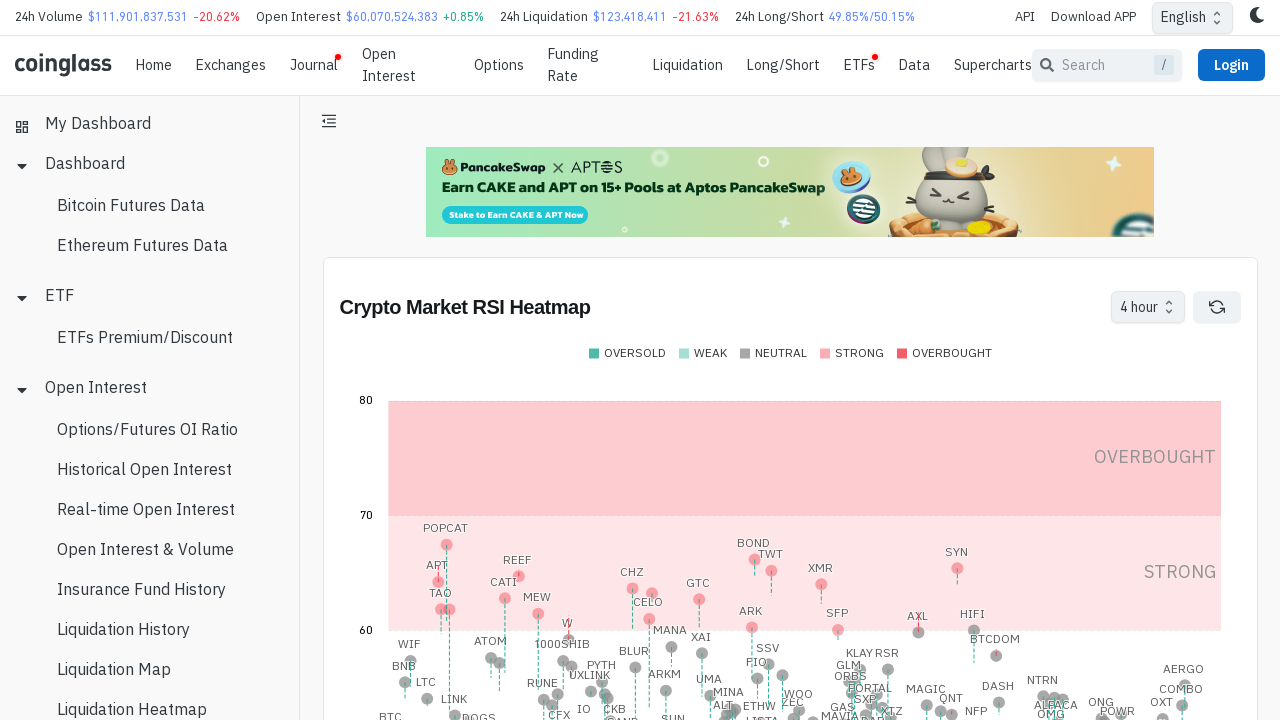 24h Volume $111,901,837,531 -20.62% Open Interest $60,070,524,383 +0.85% 24h Liquidation $123,418,411 -21.63% 24h Long/Short 49.85%/50.15% API Download APP English
coinglass Home Exchanges Journal Open Interest Options Funding Rate Liquidation Long/Short ETFs Data Supercharts Search / Login
My Dashboard
Dashboard
Bitcoin Futures Data
Ethereum Futures Data
ETF
ETFs Premium/Discount
Open Interest
Options/Futures OI Ratio
Historical Open Interest
Real-time Open Interest
Open Interest & Volume
Insurance Fund History
Liquidation History
Liquidation Map
Liquidation Heatmap
PancakeSwap × APTOS
Earn CAKE and APT on 15+ Pools at Aptos PancakeSwap
Stake to Earn CAKE & APT Now
Crypto Market RSI Heatmap
4 hour
OVERSOLD WEAK NEUTRAL STRONG OVERBOUGHT
80
OVERBOUGHT
70
POPCAT
BOND
TWT
SYN
APT
REEF
CHZ
XMR
STRONG
CATI
GTC
TAO
MEW
CELO
ARK
SFP
AXL
HIFI
W
60
MANA
XAI
BTCDOM
WIF
ATOM
1000SHIB
BLUR
SSV
KLAY
RSR
FIO
BNB
PYTH
GLM
AERGO
UXLINK
ARKM
ORBS
LTC
RUNE
UMA
NTRN
PORTAL
MAGIC
DASH
COMBO
LINK
MINA
WOO
SXP
QNT
ONG
OXT
IO
CKB
ALT
ETHW
ZEL
GAS
ALPACA
BTC
DOGS
CFX
SUN
MAVIA
XTZ
NFP
OMG
POWR